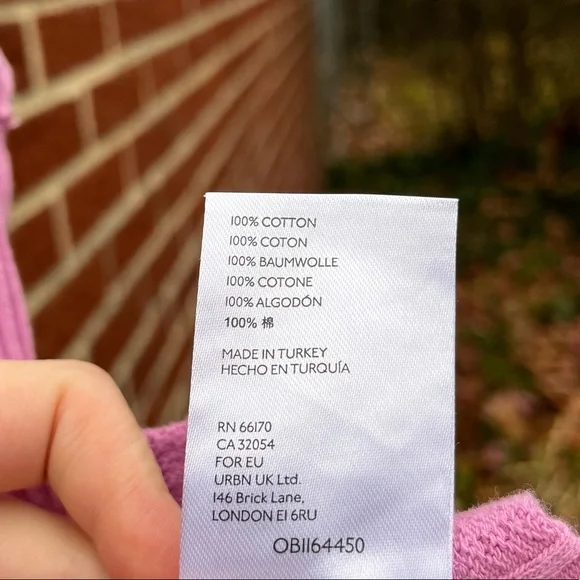 100% COTTON
100% COTON
100% BAUMWOLLE
100% COTONE
100% ALGODÓN
100% 棉
MADE IN TURKEY
HECHO EN TURQUÍA
RN 66170
CA 32054
FOR EU
URBN UK Ltd.
146 Brick Lane,
LONDON E1 6RU
OB1164450